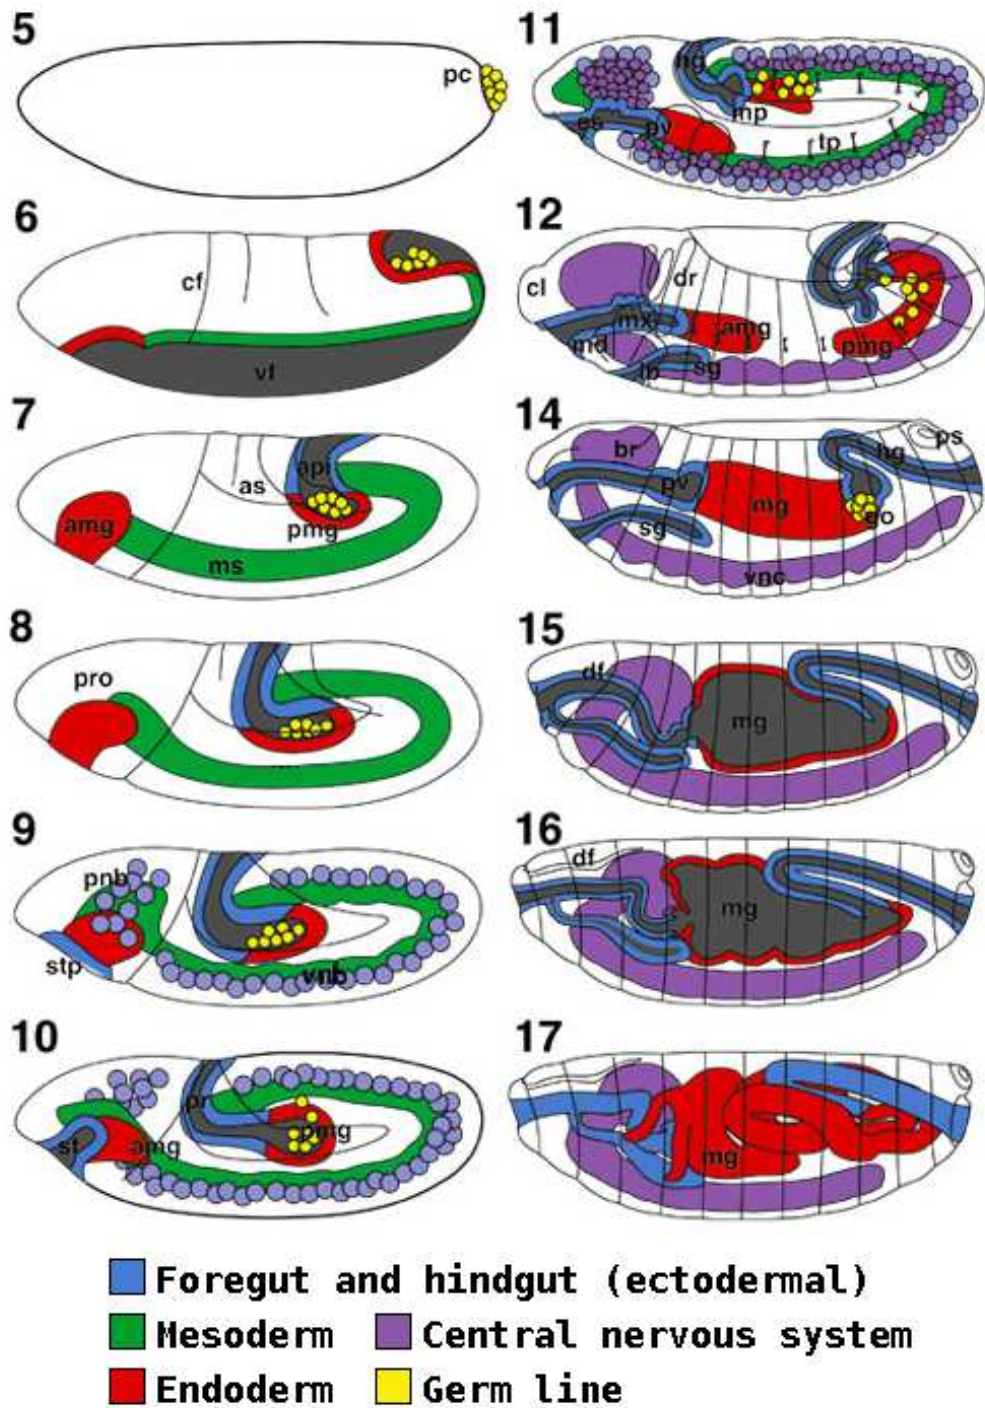 5
pc
6
cf
vf
7
as
api
amg
pmg
ms
8
pro
9
pnb
stp
vnb
10
pr
st
amg
pmg
11
hg
mp
es
pv
tp
12
cl
dr
mx
amg
md
pmg
lb
sg
14
br
ps
hg
pv
mg
go
sg
vnc
15
df
mg
16
df
mg
17
mg
Foregut and hindgut (ectodermal)
Mesoderm
Central nervous system
Endoderm
Germ line